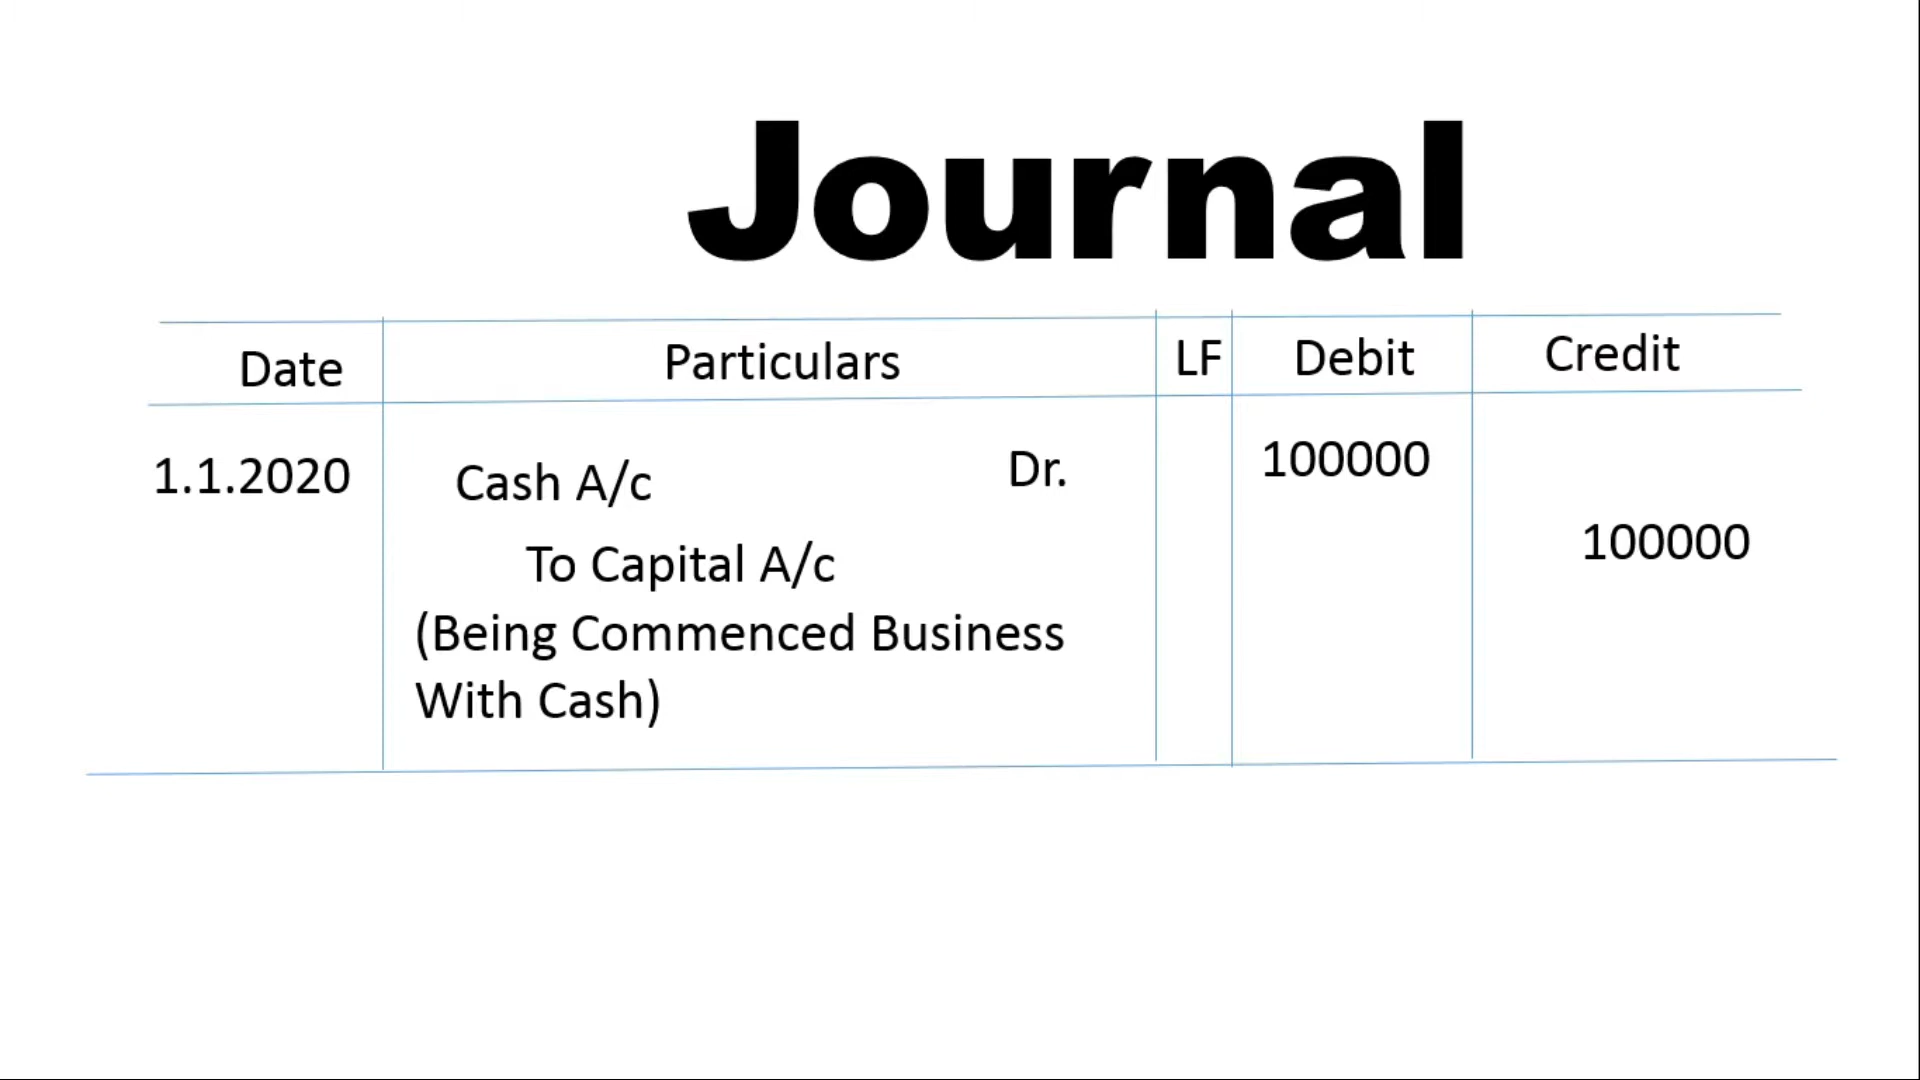 Journal
Date Particulars LF Debit Credit
1.1.2020 Cash A/c Dr. 100000
To Capital A/c 100000
(Being Commenced Business
With Cash)